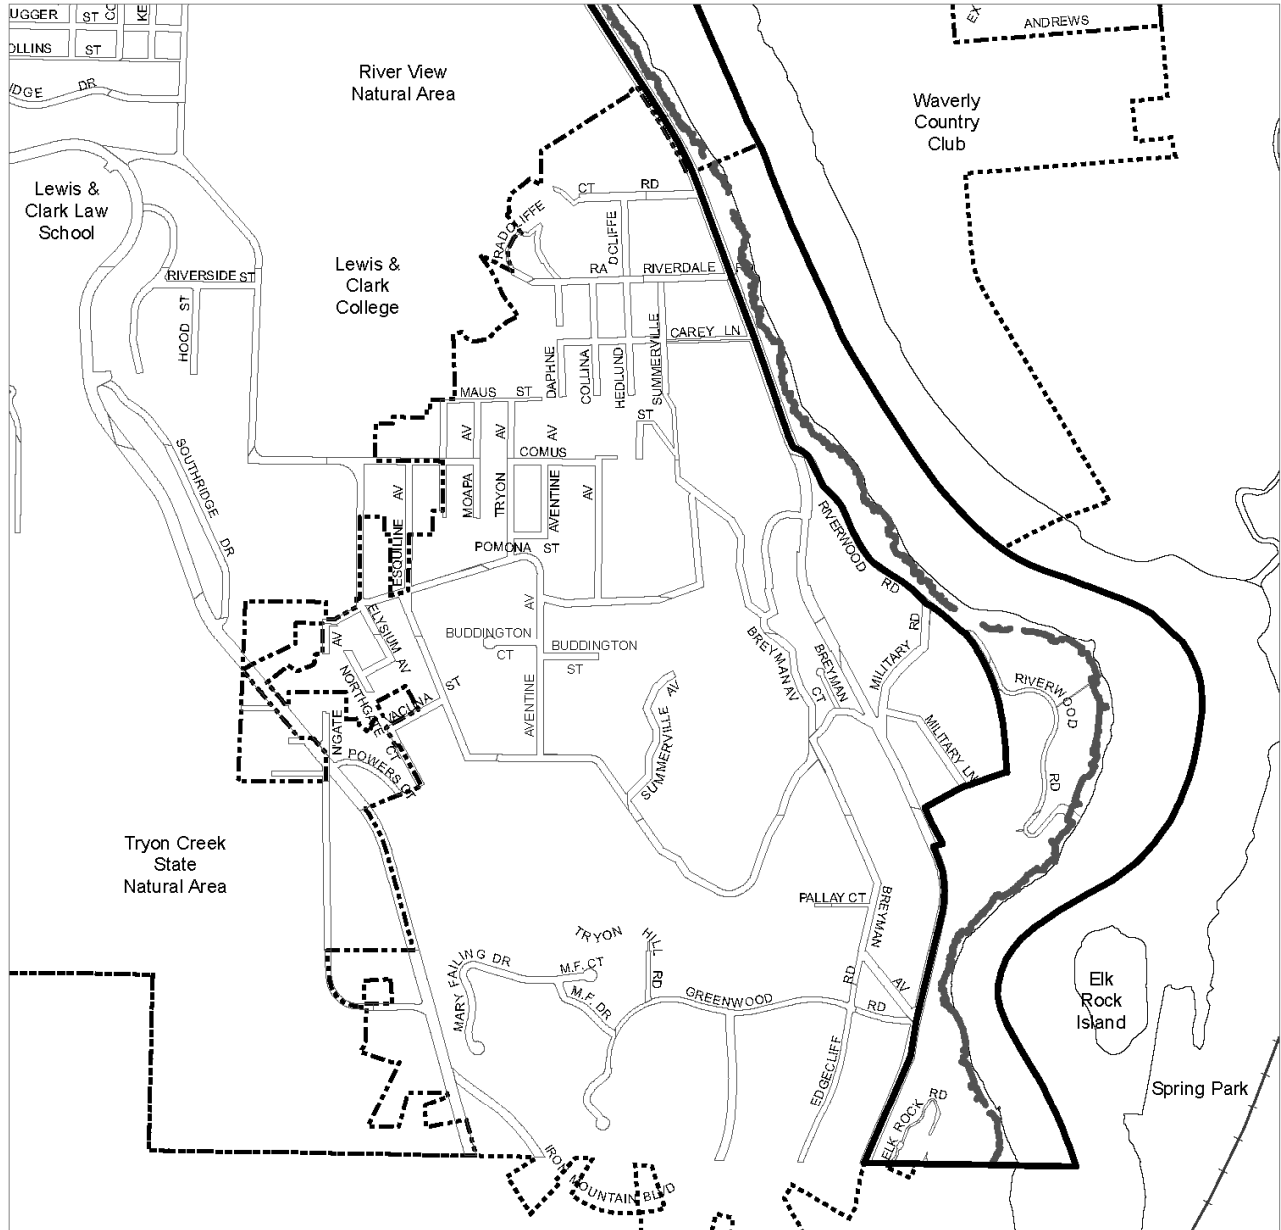 UGGER ST
OLLINS ST
KE
DGE DR
EX
ANDREWS
River View
Natural Area
Waverly
Country
Club
Lewis &
Clark Law
School
CT RD
RADCLIFFE
DCLIFFE
RA RIVERDALE
Lewis &
Clark
College
RIVERSIDE ST
HOOD ST
CAREY LN
DAPHNE
COLLINA
HEDLUND
SUMMERVILLE
MAUS ST
ST
AV
AV
AV
COMUS
MOAPA
TRYON
AVENTINE
AV
AV
ESQUILINE
POMONA ST
SOUTHRIDGE
DR
RIVERWOOD
RD
ELYSIUM AV
AV
AV
BUDDINGTON
CT
BUDDINGTON
ST
AVENTINE
BREYMAN AV
BREYMAN
CT
MILITARY
RD
MILITARY LN
RIVERWOOD
RD
NORTHGATE
CT
VACUNA ST
N'GATE
POWERS CT
SUMMERVILLE
AV
Tryon Creek
State
Natural Area
PALLAY CT
BREYMAN
AV
TRYON
HILL
RD
MARY FAILING DR
M.F. CT
M.F. DR
GREENWOOD
RD
RD
EDGECLIFF
Elk
Rock
Island
Spring Park
ELK ROCK
RD
IRON
MOUNTAIN BLVD